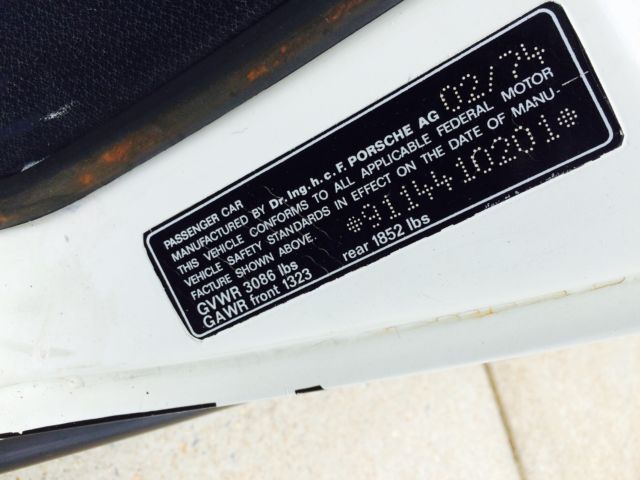 PASSENGER CAR
MANUFACTURED BY Dr.Ing.h.c.F.PORSCHE AG 02/74
THIS VEHICLE CONFORMS TO ALL APPLICABLE FEDERAL MOTOR
VEHICLE SAFETY STANDARDS IN EFFECT ON THE DATE OF MANU-
FACTURE SHOWN ABOVE. *9114410201*
GVWR 3086 lbs
GAWR front 1323 rear 1852 lbs